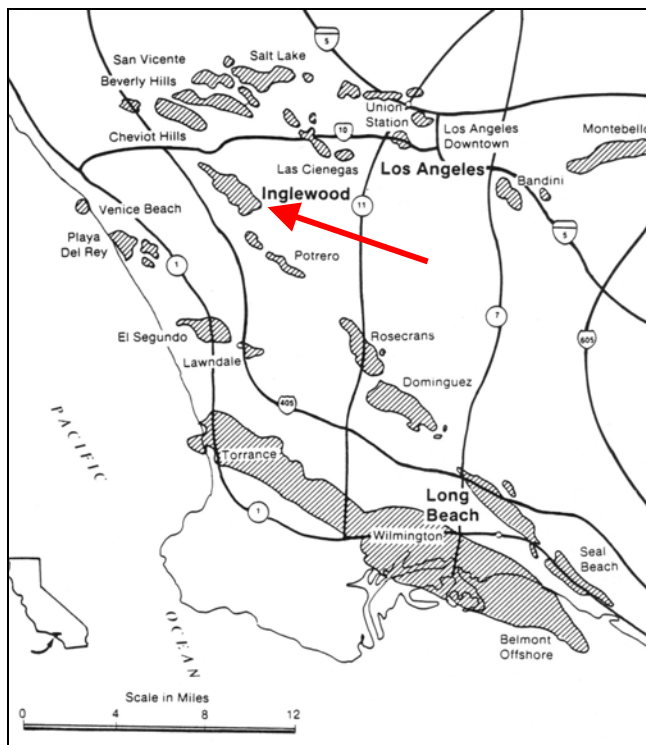 5
San Vicente
Salt Lake
Beverly Hills
Union
Station
Cheviot Hills
10
Los Angeles
Downtown
Montebello
Las Cienegas
Los Angeles
Bandini
Inglewood
11
Venice Beach
Playa
Del Rey
1
Potrero
5
7
605
El Segundo
Rosecrans
Lawndale
Dominguez
405
PACIFIC
Torrance
Long
Beach
1
Wilmington
Seal
Beach
OCEAN
Belmont
Offshore
Scale in Miles
0 4 8 12